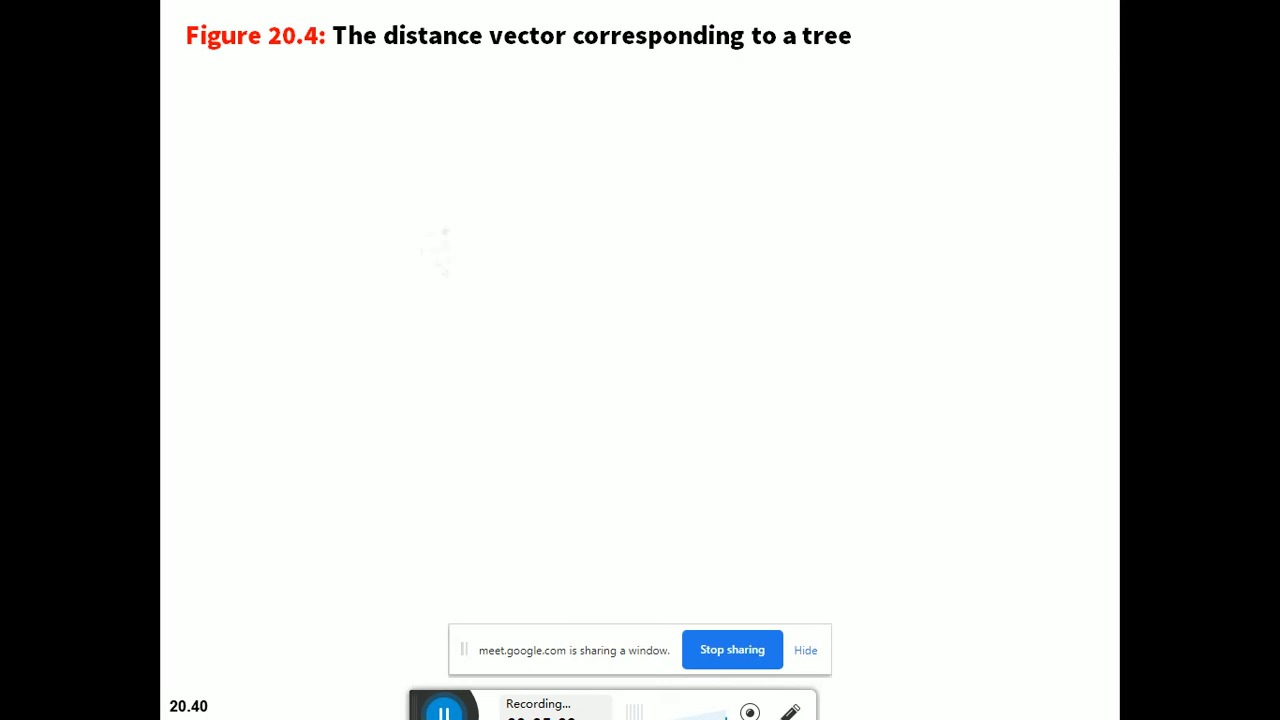 Figure 20.4: The distance vector corresponding to a tree
meet.google.com is sharing a window.
Stop sharing
Hide
Recording...
20.40